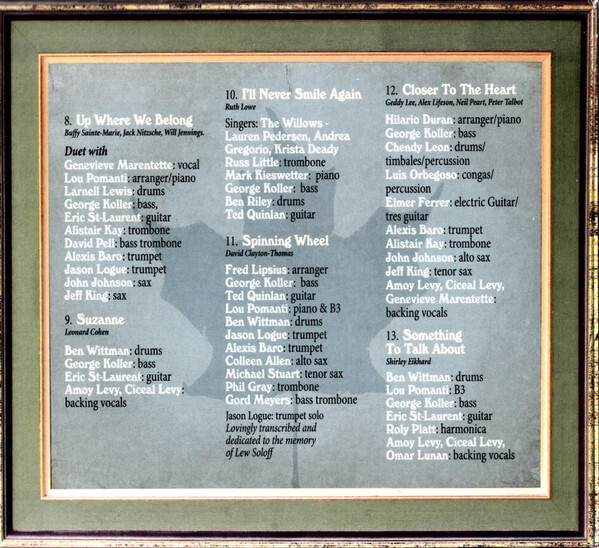 8. Up Where We Belong
Buffy Sainte-Marie, Jack Nitzsche, Will Jennings.
Duet with
Genevieve Marentette: vocal
Lou Pomanti: arranger/piano
Larnell Lewis: drums
George Koller: bass,
Eric St-Laurent: guitar
Alistair Kay: trombone
David Pell: bass trombone
Alexis Baro: trumpet
Jason Logue: trumpet
John Johnson: sax
Jeff King: sax
9. Suzanne
Leonard Cohen
Ben Wittman: drums
George Koller: bass
Eric St-Laurent: guitar
Amoy Levy, Ciceal Levy:
backing vocals
10. I'll Never Smile Again
Ruth Lowe
Singers: The Willows -
Lauren Pedersen, Andrea
Gregorio, Krista Deady
Russ Little: trombone
Mark Kieswetter: piano
George Koller: bass
Ben Riley: drums
Ted Quinlan: guitar
11. Spinning Wheel
David Clayton-Thomas
Fred Lipsius: arranger
George Koller: bass
Ted Quinlan: guitar
Lou Pomanti: piano & B3
Ben Wittman: drums
Jason Logue: trumpet
Alexis Baro: trumpet
Colleen Allen: alto sax
Michael Stuart: tenor sax
Phil Gray: trombone
Gord Meyers: bass trombone
Jason Logue: trumpet solo
Lovingly transcribed and
dedicated to the memory
of Lew Soloff
12. Closer To The Heart
Geddy Lee, Alex Lifeson, Neil Peart, Peter Talbot
Hilario Duran: arranger/piano
George Koller: bass
Chendy Leon: drums/
timbales/percussion
Luis Orbegoso: congas/
percussion
Elmer Ferrer: electric Guitar/
tres guitar
Alexis Baro: trumpet
Alistair Kay: trombone
John Johnson: alto sax
Jeff King: tenor sax
Amoy Levy, Ciceal Levy,
Genevieve Marentette:
backing vocals
13. Something
To Talk About
Shirley Eikhard
Ben Wittman: drums
Lou Pomanti: B3
George Koller: bass
Eric St-Laurent: guitar
Roly Platt: harmonica
Amoy Levy, Ciceal Levy,
Omar Lunan: backing vocals